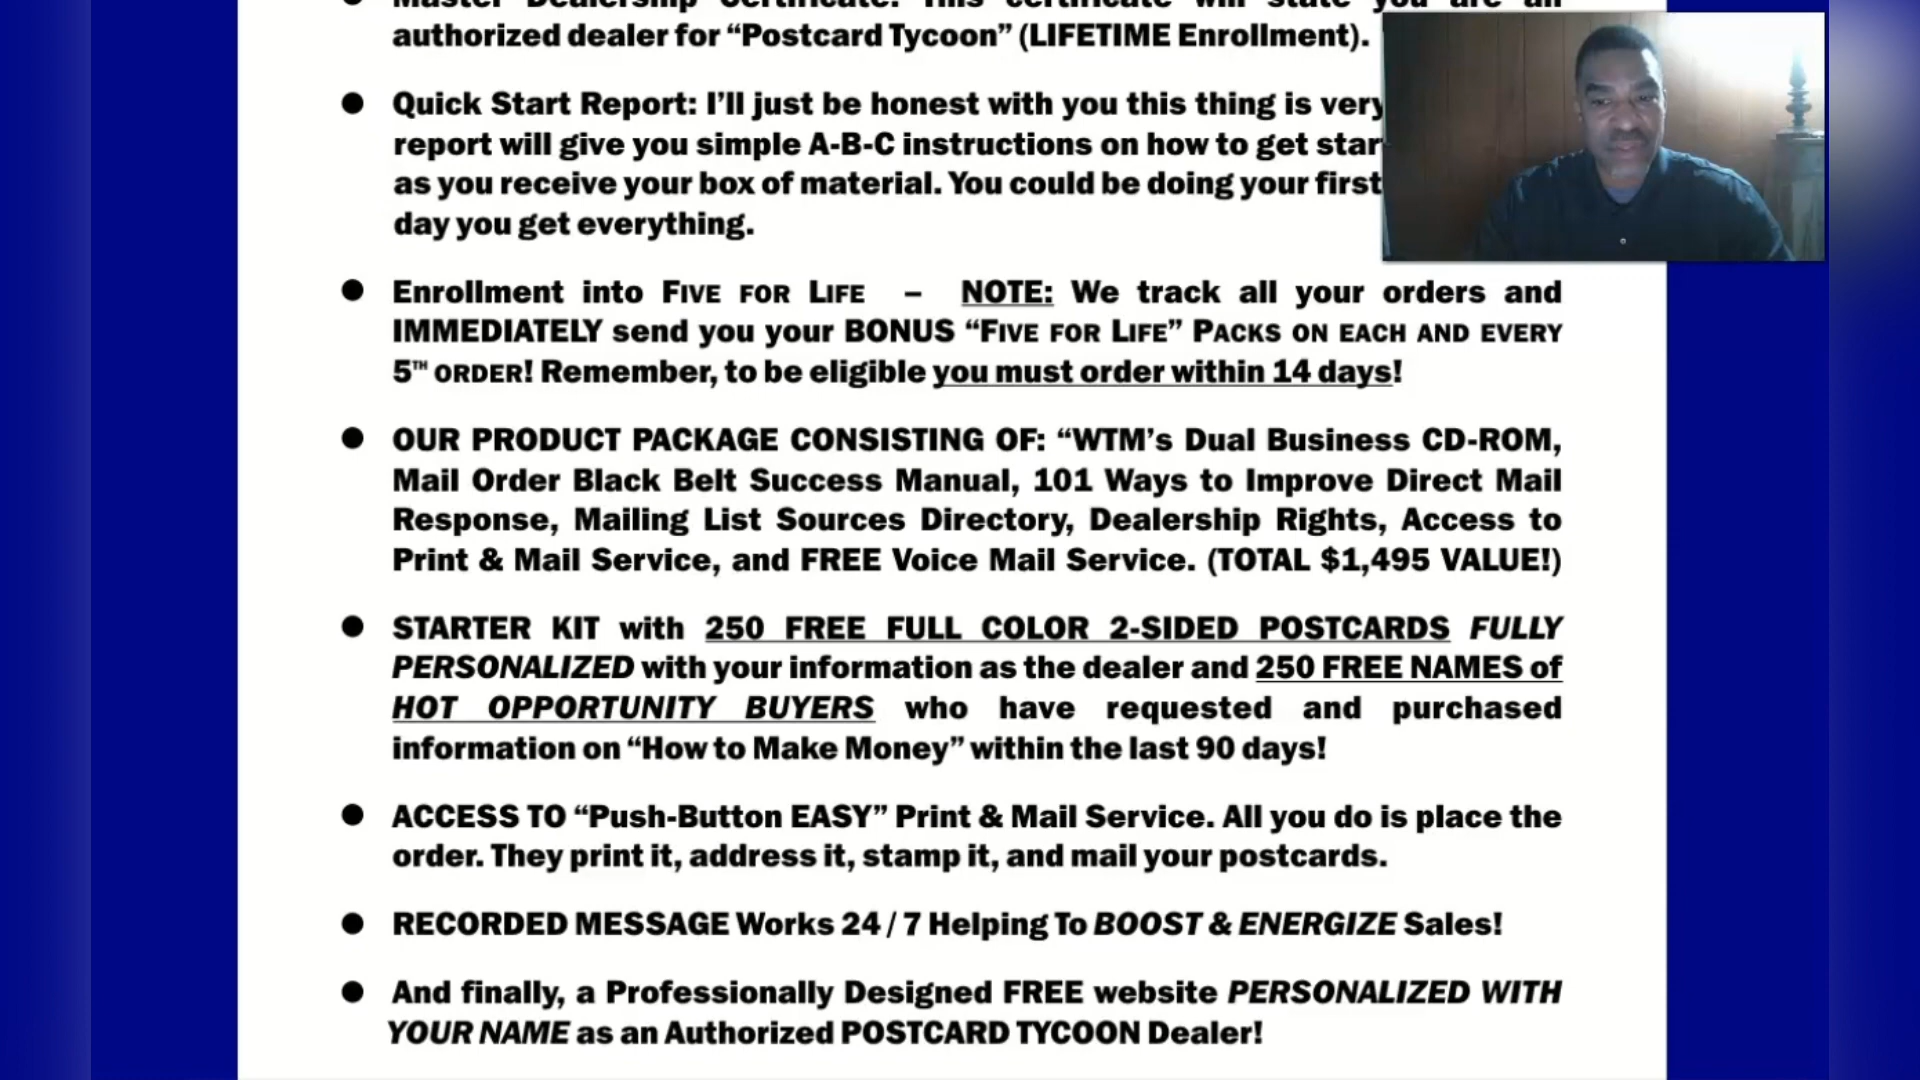 Master Dealership Certificate: This certificate will state you are an
authorized dealer for “Postcard Tycoon” (LIFETIME Enrollment).
● Quick Start Report: I’ll just be honest with you this thing is very
report will give you simple A-B-C instructions on how to get star
as you receive your box of material. You could be doing your first
day you get everything.
● Enrollment into FIVE FOR LIFE – NOTE: We track all your orders and
IMMEDIATELY send you your BONUS “FIVE FOR LIFE” PACKS ON EACH AND EVERY
5TH ORDER! Remember, to be eligible you must order within 14 days!
● OUR PRODUCT PACKAGE CONSISTING OF: “WTM’s Dual Business CD-ROM,
Mail Order Black Belt Success Manual, 101 Ways to Improve Direct Mail
Response, Mailing List Sources Directory, Dealership Rights, Access to
Print & Mail Service, and FREE Voice Mail Service. (TOTAL $1,495 VALUE!)
● STARTER KIT with 250 FREE FULL COLOR 2-SIDED POSTCARDS FULLY
PERSONALIZED with your information as the dealer and 250 FREE NAMES of
HOT OPPORTUNITY BUYERS who have requested and purchased
information on “How to Make Money” within the last 90 days!
● ACCESS TO “Push-Button EASY” Print & Mail Service. All you do is place the
order. They print it, address it, stamp it, and mail your postcards.
● RECORDED MESSAGE Works 24 / 7 Helping To BOOST & ENERGIZE Sales!
● And finally, a Professionally Designed FREE website PERSONALIZED WITH
YOUR NAME as an Authorized POSTCARD TYCOON Dealer!